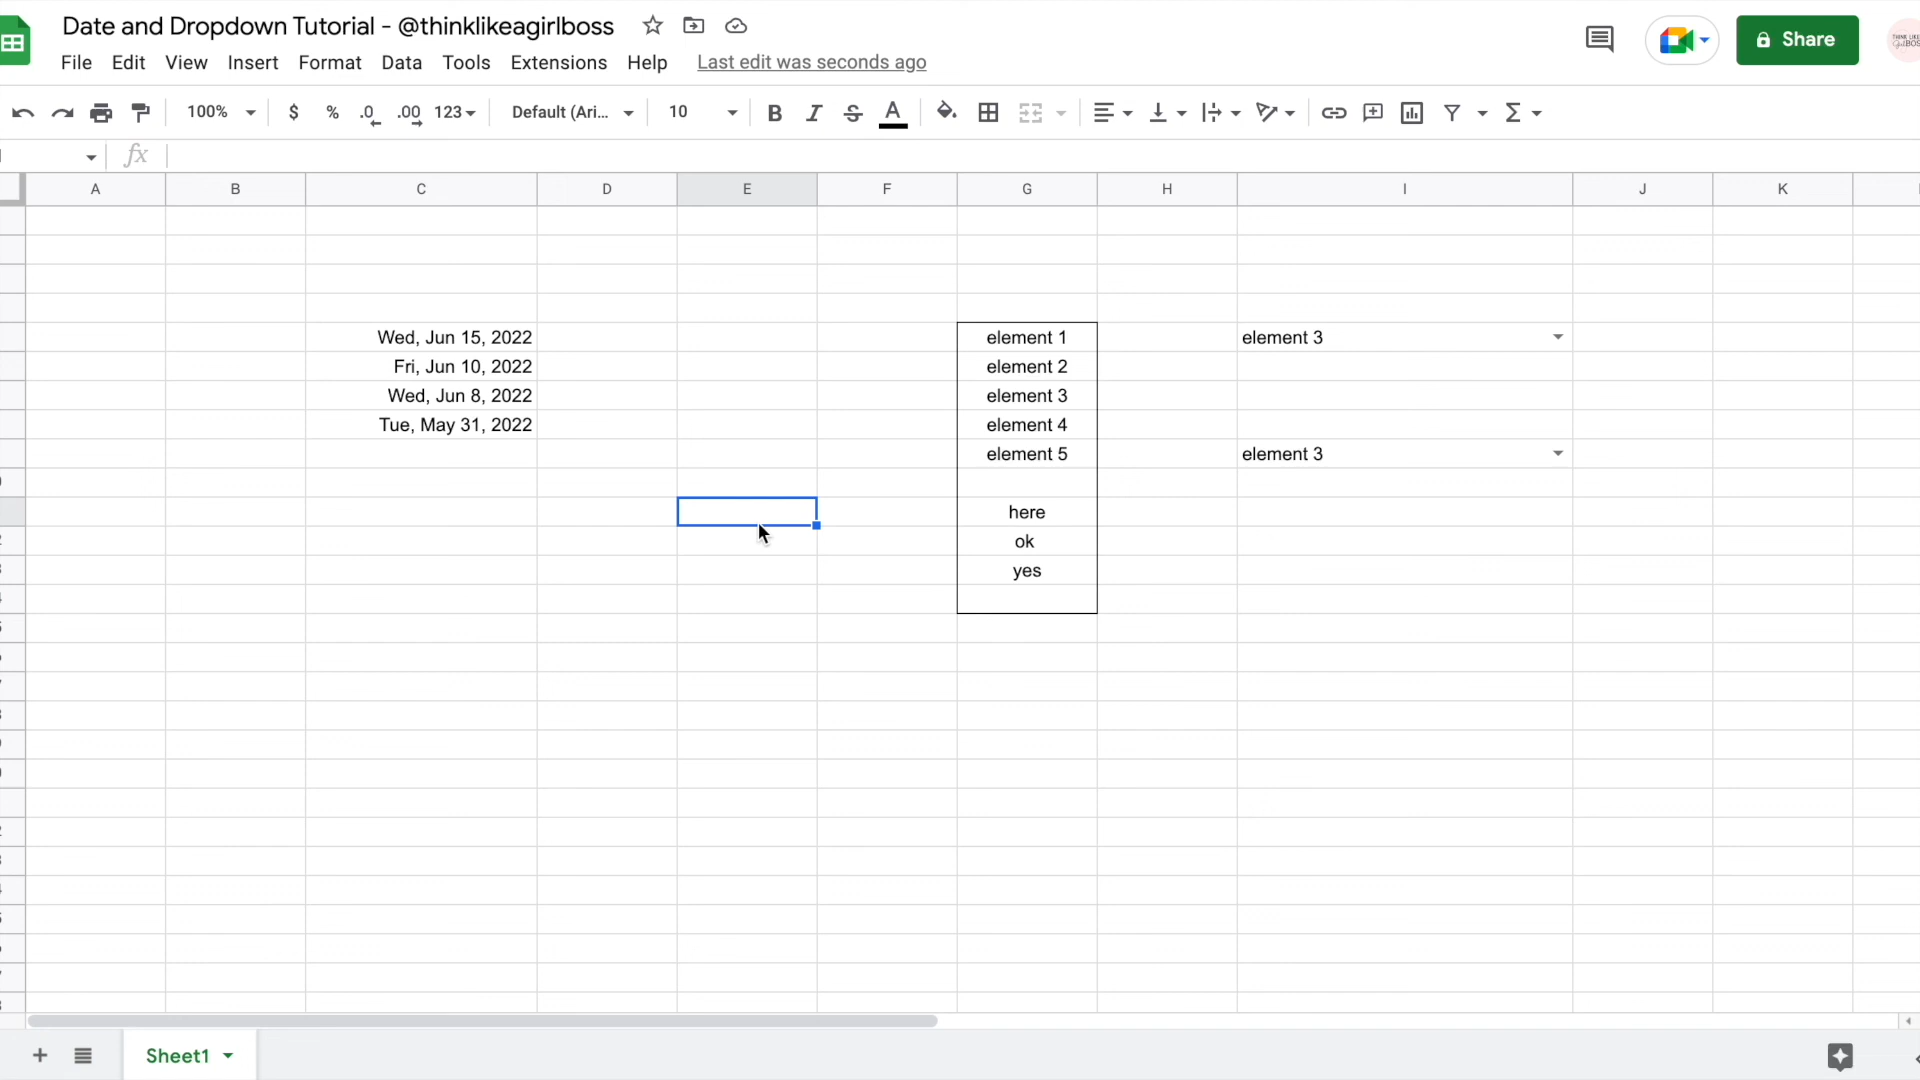 Date and Dropdown Tutorial - @thinklikeagirlboss
File Edit View Insert Format Data Tools Extensions Help Last edit was seconds ago
Share
100% $ % .0 .00 123 Default (Ari... 10 B I S A
fx
A B C D E F G H I J K
Wed, Jun 15, 2022 element 1 element 3
Fri, Jun 10, 2022 element 2
Wed, Jun 8, 2022 element 3
Tue, May 31, 2022 element 4
element 5 element 3
here
ok
yes
Sheet1